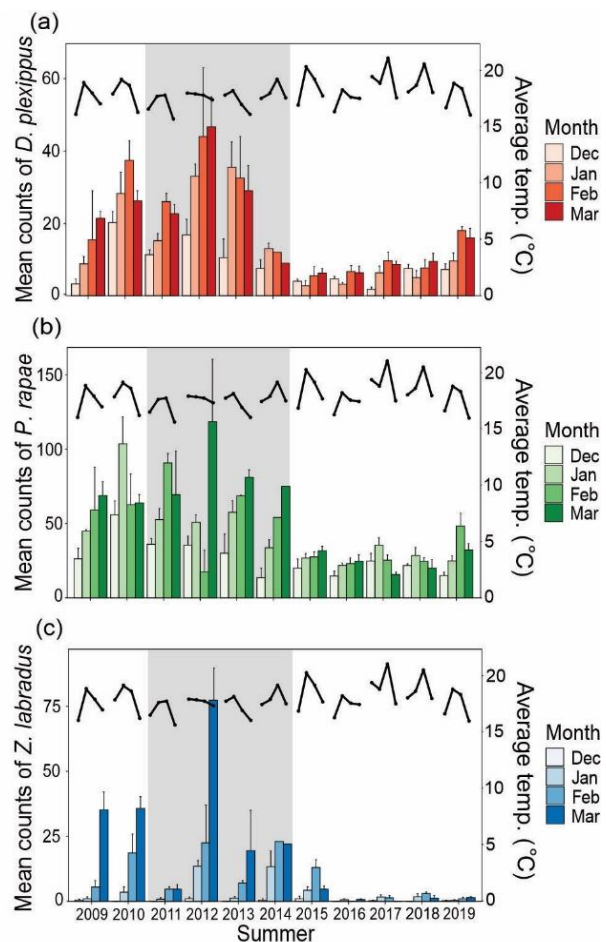 (a)
60
40
20
0
Mean counts of D. plexippus
20
15
10
5
0
Average temp. (°C)
Month
Dec
Jan
Feb
Mar
(b)
150
100
50
0
Mean counts of P. rapae
20
15
10
5
0
Average temp. (°C)
Month
Dec
Jan
Feb
Mar
(c)
75
50
25
0
Mean counts of Z. labradus
20
15
10
5
0
Average temp. (°C)
Month
Dec
Jan
Feb
Mar
2009 2010 2011 2012 2013 2014 2015 2016 2017 2018 2019
Summer